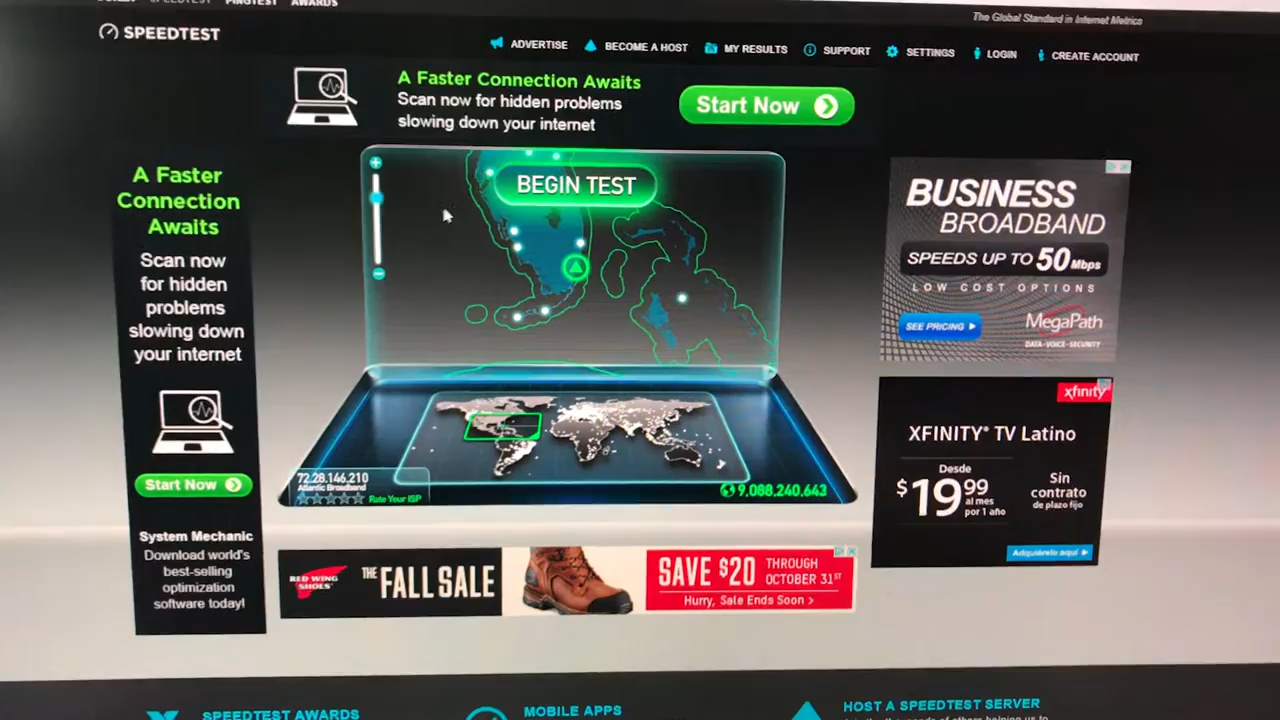 SPEEDTEST PINGTEST AWARDS
The Global Standard in Internet Metrics
SPEEDTEST
ADVERTISE
BECOME A HOST
MY RESULTS
SUPPORT
SETTINGS
LOGIN
CREATE ACCOUNT
A Faster Connection Awaits
Scan now for hidden problems
slowing down your internet
Start Now
A Faster
Connection
Awaits
Scan now
for hidden
problems
slowing down
your internet
Start Now
System Mechanic
Download world's
best-selling
optimization
software today!
BEGIN TEST
72.28.146.210
Atlantic Broadband
Rate Your ISP
9,088,240,643
BUSINESS
BROADBAND
SPEEDS UP TO 50 Mbps
LOW COST OPTIONS
SEE PRICING
MegaPath
DATA-VOICE-SECURITY
xfinity
XFINITY® TV Latino
Desde
$19.99
al mes
por 1 año
Sin
contrato
de plazo fijo
Adquiérelo aquí
RED WING
SHOES
THE FALL SALE
SAVE $20 THROUGH
OCTOBER 31ST
Hurry, Sale Ends Soon >
SPEEDTEST AWARDS
MOBILE APPS
HOST A SPEEDTEST SERVER